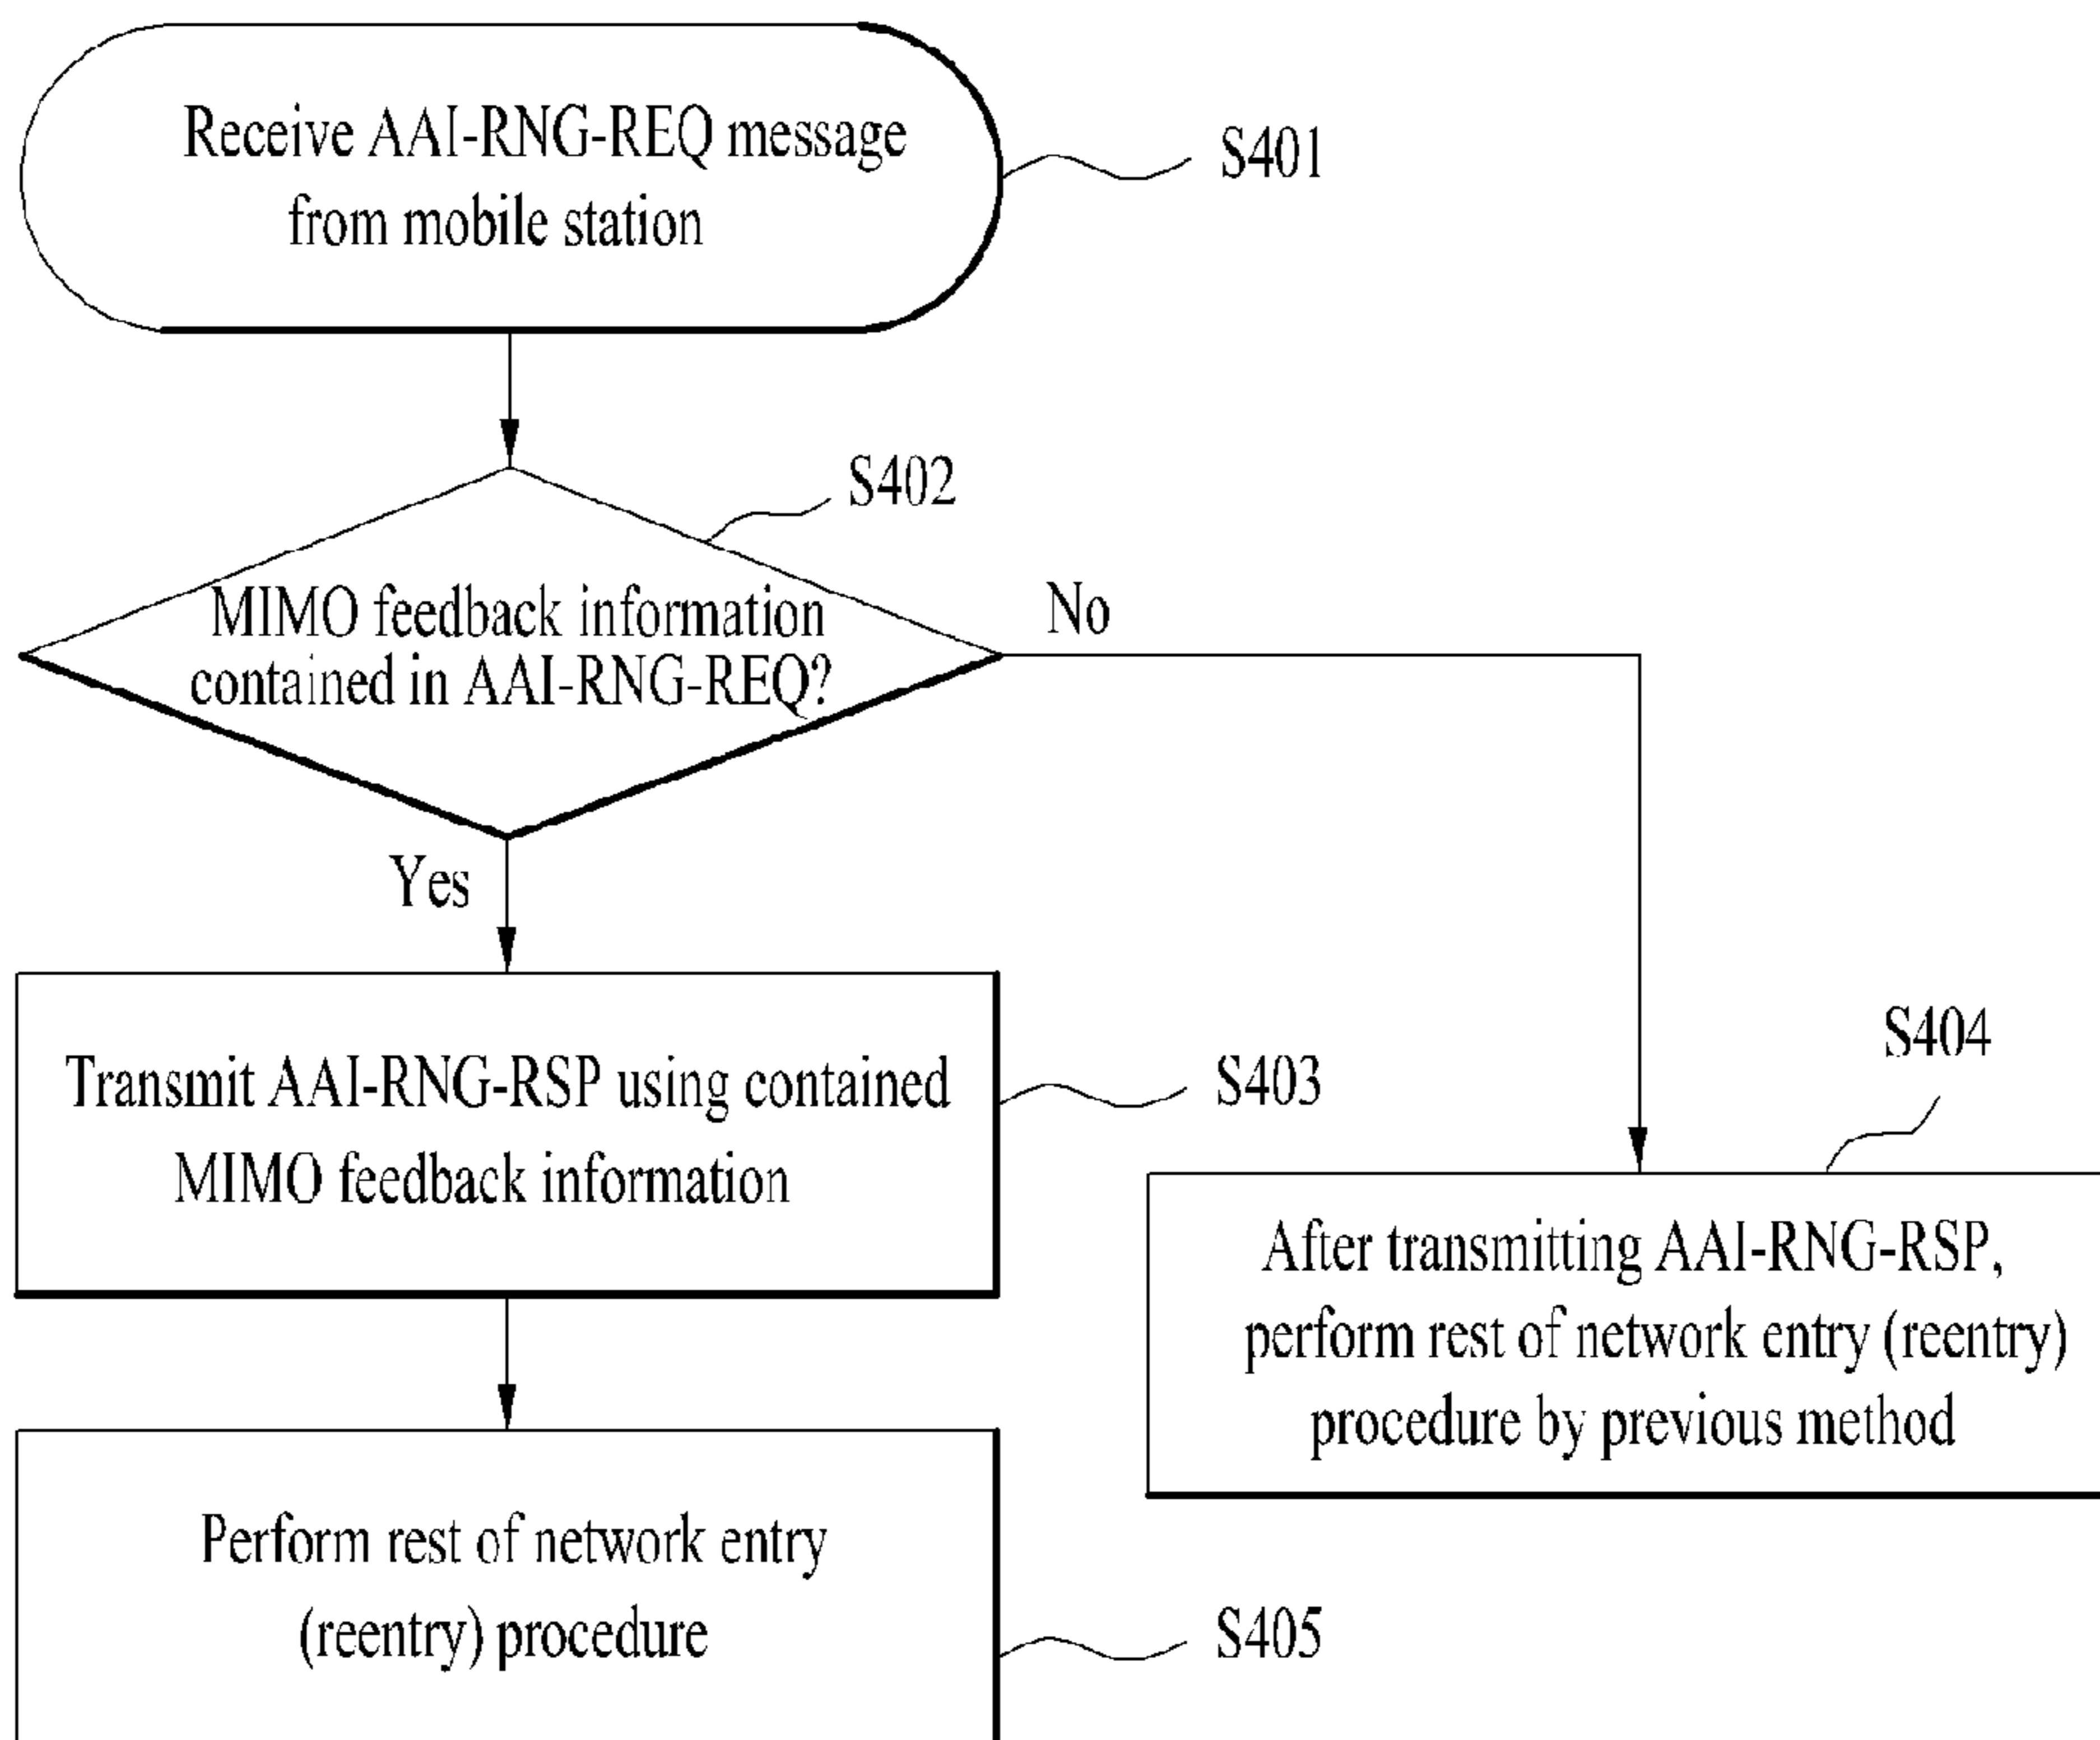 Receive AAI-RNG-REQ message
from mobile station
S401
S402
MIMO feedback information
contained in AAI-RNG-REQ?
No
Yes
Transmit AAI-RNG-RSP using contained
MIMO feedback information
S403
S404
After transmitting AAI-RNG-RSP,
perform rest of network entry (reentry)
procedure by previous method
Perform rest of network entry
(reentry) procedure
S405